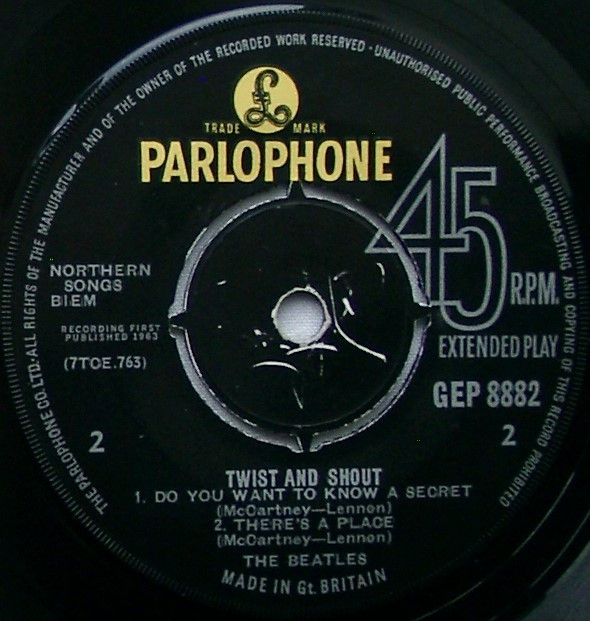 THE PARLOPHONE CO. LTD. ALL RIGHTS OF THE MANUFACTURER AND OF THE OWNER OF THE RECORDED WORK RESERVED · UNAUTHORISED PUBLIC PERFORMANCE BROADCASTING AND COPYING OF THIS RECORD PROHIBITED
£
TRADE MARK
PARLOPHONE
45
R.P.M.
EXTENDED PLAY
NORTHERN
SONGS
BIEM
RECORDING FIRST
PUBLISHED 1963
(7TCE.763)
GEP 8882
2
2
TWIST AND SHOUT
1. DO YOU WANT TO KNOW A SECRET
(McCartney—Lennon)
2. THERE'S A PLACE
(McCartney—Lennon)
THE BEATLES
MADE IN Gt. BRITAIN